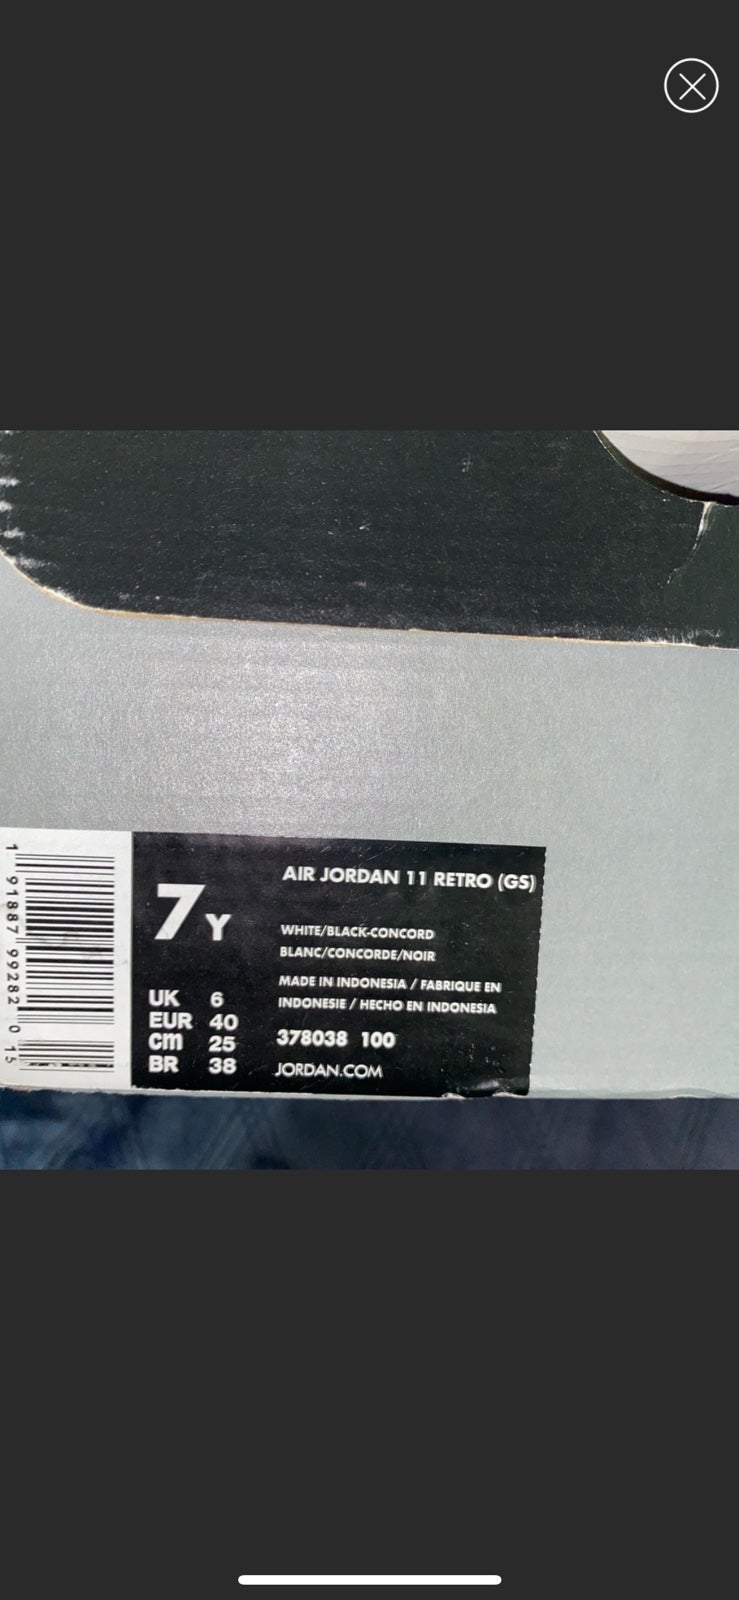 AIR JORDAN 11 RETRO (GS)
7Y
WHITE/BLACK-CONCORD
BLANC/CONCORDE/NOIR
MADE IN INDONESIA / FABRIQUE EN
INDONESIE / HECHO EN INDONESIA
UK 6
EUR 40
cm 25
BR 38
378038 100
JORDAN.COM
1 91887 99282 0 15